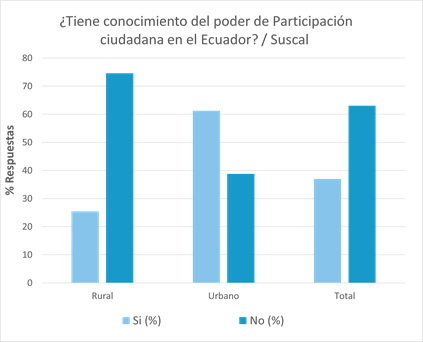 ¿Tiene conocimiento del poder de Participación
ciudadana en el Ecuador? / Suscal
% Respuestas
80
70
60
50
40
30
20
10
0
Rural Urbano Total
Si (%) No (%)